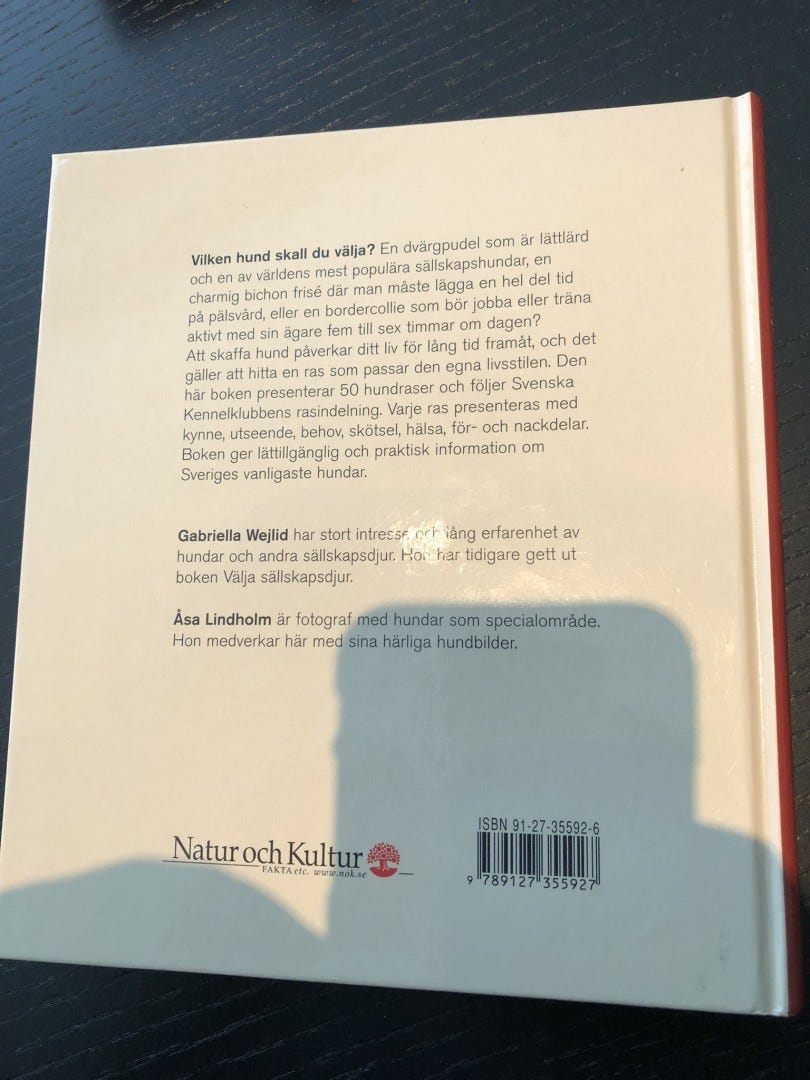 Vilken hund skall du välja? En dvärgpudel som är lättlärd
och en av världens mest populära sällskapshundar, en
charmig bichon frisé där man måste lägga en hel del tid
på pälsvård, eller en bordercollie som bör jobba eller träna
aktivt med sin ägare fem till sex timmar om dagen?
Att skaffa hund påverkar ditt liv för lång tid framåt, och det
gäller att hitta en ras som passar den egna livsstilen. Den
här boken presenterar 50 hundraser och följer Svenska
Kennelklubbens rasindelning. Varje ras presenteras med
kynne, utseende, behov, skötsel, hälsa, för- och nackdelar.
Boken ger lättillgänglig och praktisk information om
Sveriges vanligaste hundar.
Gabriella Wejlid har stort intresse och lång erfarenhet av
hundar och andra sällskapsdjur. Hon har tidigare gett ut
boken Välja sällskapsdjur.
Åsa Lindholm är fotograf med hundar som specialområde.
Hon medverkar här med sina härliga hundbilder.
Natur och Kultur
FAKTA etc. www.nok.se
ISBN 91-27-35592-6
9 789127 355927